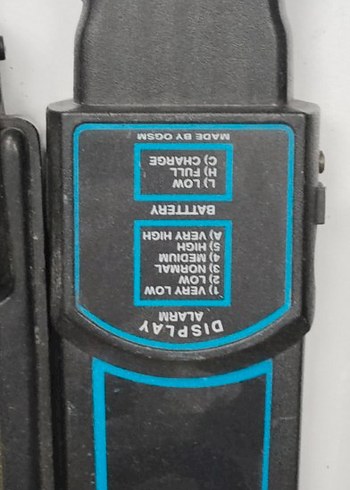 DISPLAY
ALARM
1) VERY LOW
2) LOW
3) NORMAL
4) MEDIUM
5) HIGH
A) VERY HIGH
BATTTERY
L) LOW
H) FULL
C) CHARGE
MADE BY OGSM